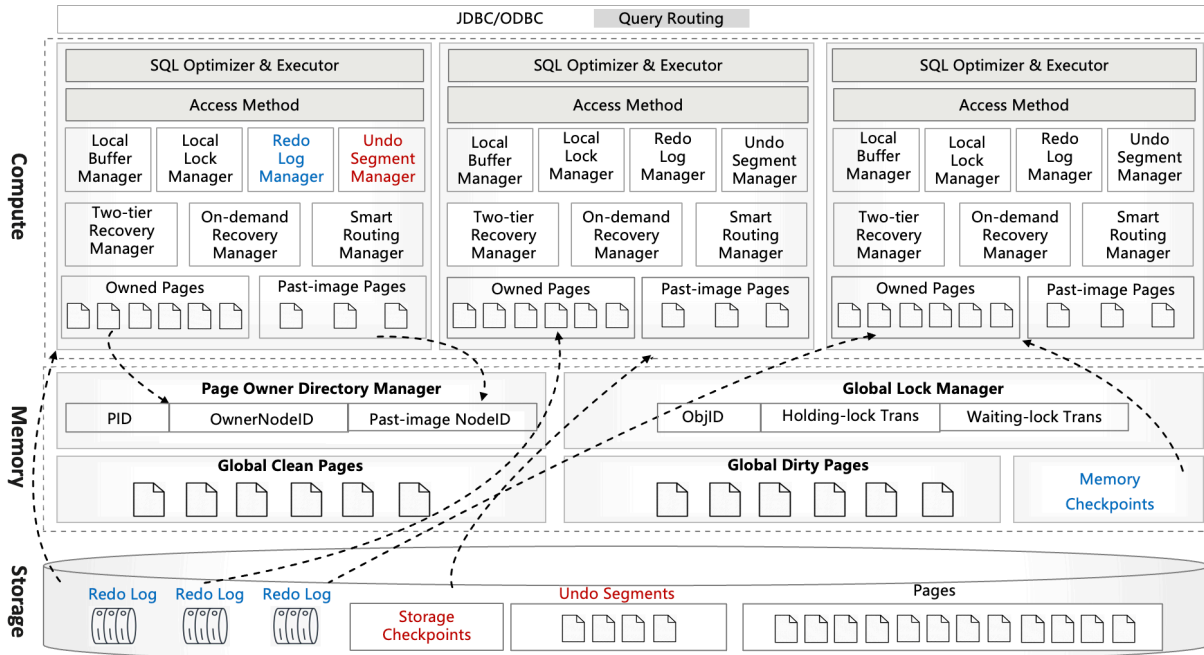 JDBC/ODBC
Query Routing
Compute
SQL Optimizer & Executor
SQL Optimizer & Executor
SQL Optimizer & Executor
Access Method
Access Method
Access Method
Local
Buffer
Manager
Local
Lock
Manager
Redo
Log
Manager
Undo
Segment
Manager
Local
Buffer
Manager
Local
Lock
Manager
Redo
Log
Manager
Undo
Segment
Manager
Local
Buffer
Manager
Local
Lock
Manager
Redo
Log
Manager
Undo
Segment
Manager
Two-tier
Recovery
Manager
On-demand
Recovery
Manager
Smart
Routing
Manager
Two-tier
Recovery
Manager
On-demand
Recovery
Manager
Smart
Routing
Manager
Two-tier
Recovery
Manager
On-demand
Recovery
Manager
Smart
Routing
Manager
Owned Pages
Past-image Pages
Owned Pages
Past-image Pages
Owned Pages
Past-image Pages
Memory
Page Owner Directory Manager
PID
OwnerNodeID
Past-image NodeID
Global Lock Manager
ObjID
Holding-lock Trans
Waiting-lock Trans
Global Clean Pages
Global Dirty Pages
Memory
Checkpoints
Storage
Redo Log
Redo Log
Redo Log
Storage
Checkpoints
Undo Segments
Pages